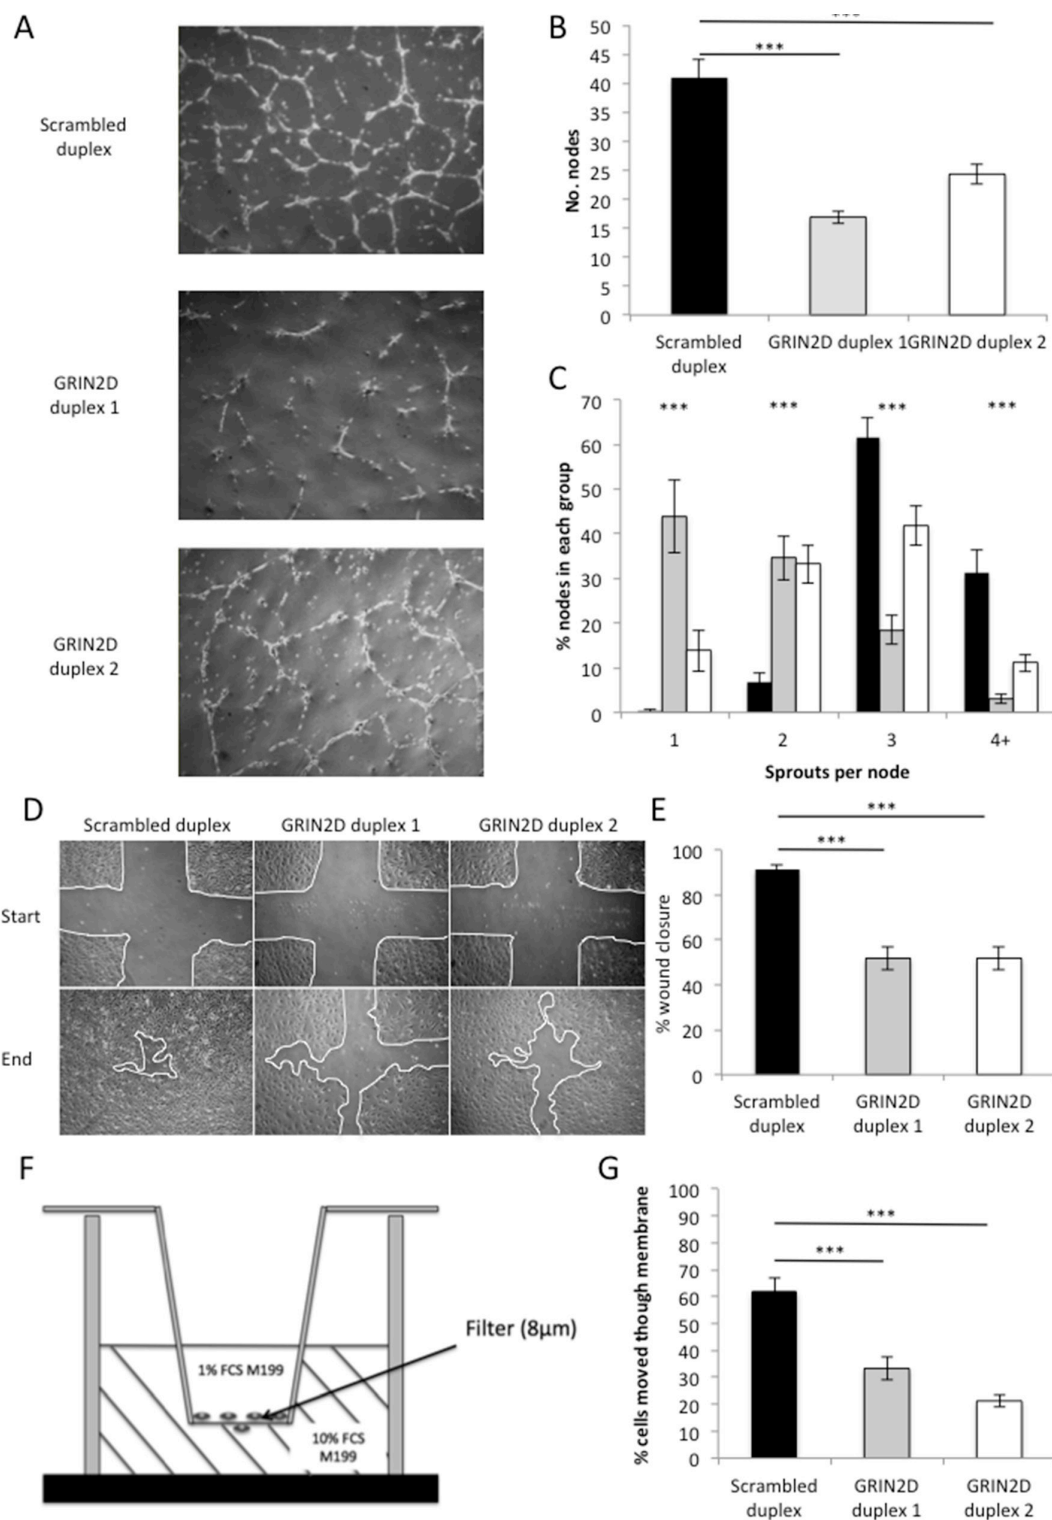 A
Scrambled
duplex
GRIN2D
duplex 1
GRIN2D
duplex 2
B
***
***
50
45
40
35
30
25
20
15
10
5
0
No. nodes
Scrambled
duplex
GRIN2D duplex 1GRIN2D duplex 2
C
70
60
50
40
30
20
10
0
% nodes in each group
*** *** *** ***
1 2 3 4+
Sprouts per node
D
Scrambled duplex GRIN2D duplex 1 GRIN2D duplex 2
Start
End
E
***
***
100
80
60
40
20
0
% wound closure
Scrambled
duplex
GRIN2D
duplex 1
GRIN2D
duplex 2
F
Filter (8μm)
1% FCS M199
10% FCS
M199
G
100
90
80
70
60
50
40
30
20
10
0
% cells moved though membrane
***
***
Scrambled
duplex
GRIN2D
duplex 1
GRIN2D
duplex 2